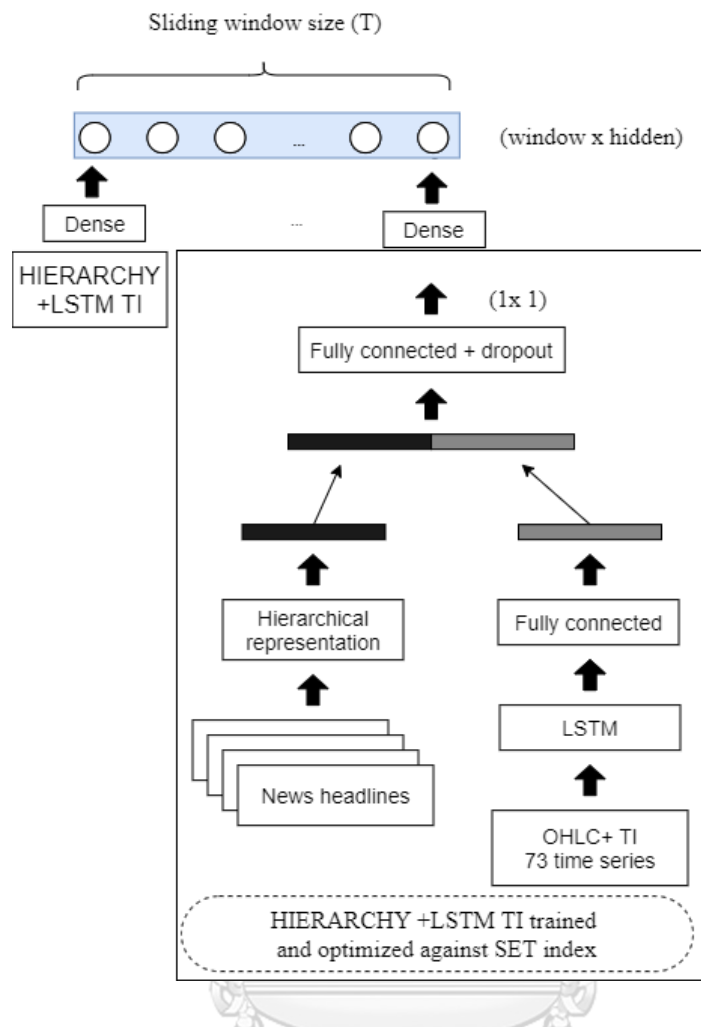 Sliding window size (T)
...
(window x hidden)
Dense
...
Dense
HIERARCHY
+LSTM TI
(1x 1)
Fully connected + dropout
Hierarchical
representation
Fully connected
LSTM
News headlines
OHLC+ TI
73 time series
HIERARCHY +LSTM TI trained
and optimized against SET index